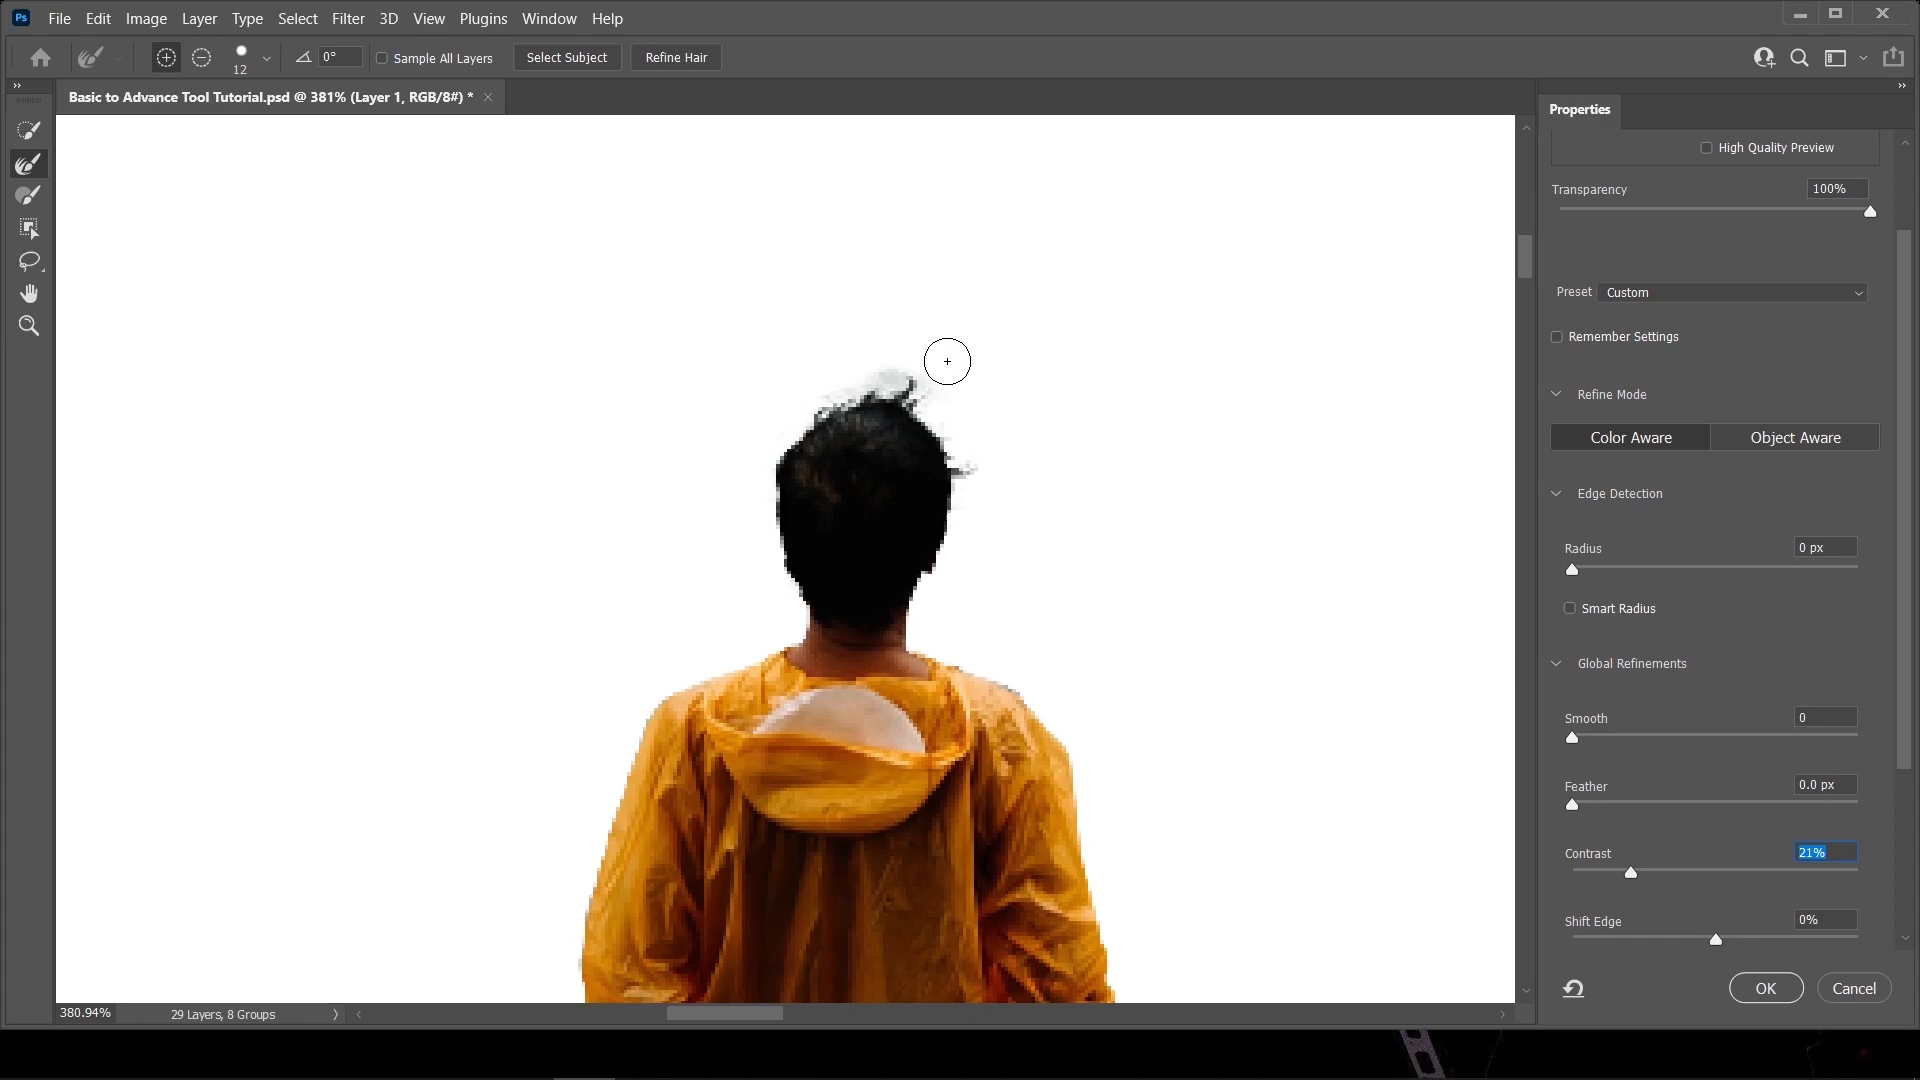 Ps File Edit Image Layer Type Select Filter 3D View Plugins Window Help
12 0° Sample All Layers Select Subject Refine Hair
Basic to Advance Tool Tutorial.psd @ 381% (Layer 1, RGB/8#) *
Properties
High Quality Preview
Transparency 100%
Preset Custom
Remember Settings
Refine Mode
Color Aware Object Aware
Edge Detection
Radius 0 px
Smart Radius
Global Refinements
Smooth 0
Feather 0.0 px
Contrast 21%
Shift Edge 0%
OK Cancel
380.94% 29 Layers, 8 Groups